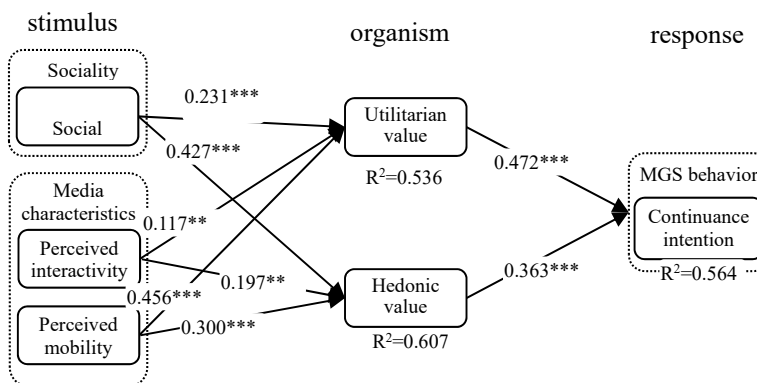 stimulus
organism
response
Sociality
Social
0.231***
0.427***
Media
characteristics
Perceived
interactivity
Perceived
mobility
0.117**
0.197**
0.456***
0.300***
Utilitarian
value
R²=0.536
Hedonic
value
R²=0.607
0.472***
0.363***
MGS behavior
Continuance
intention
R²=0.564